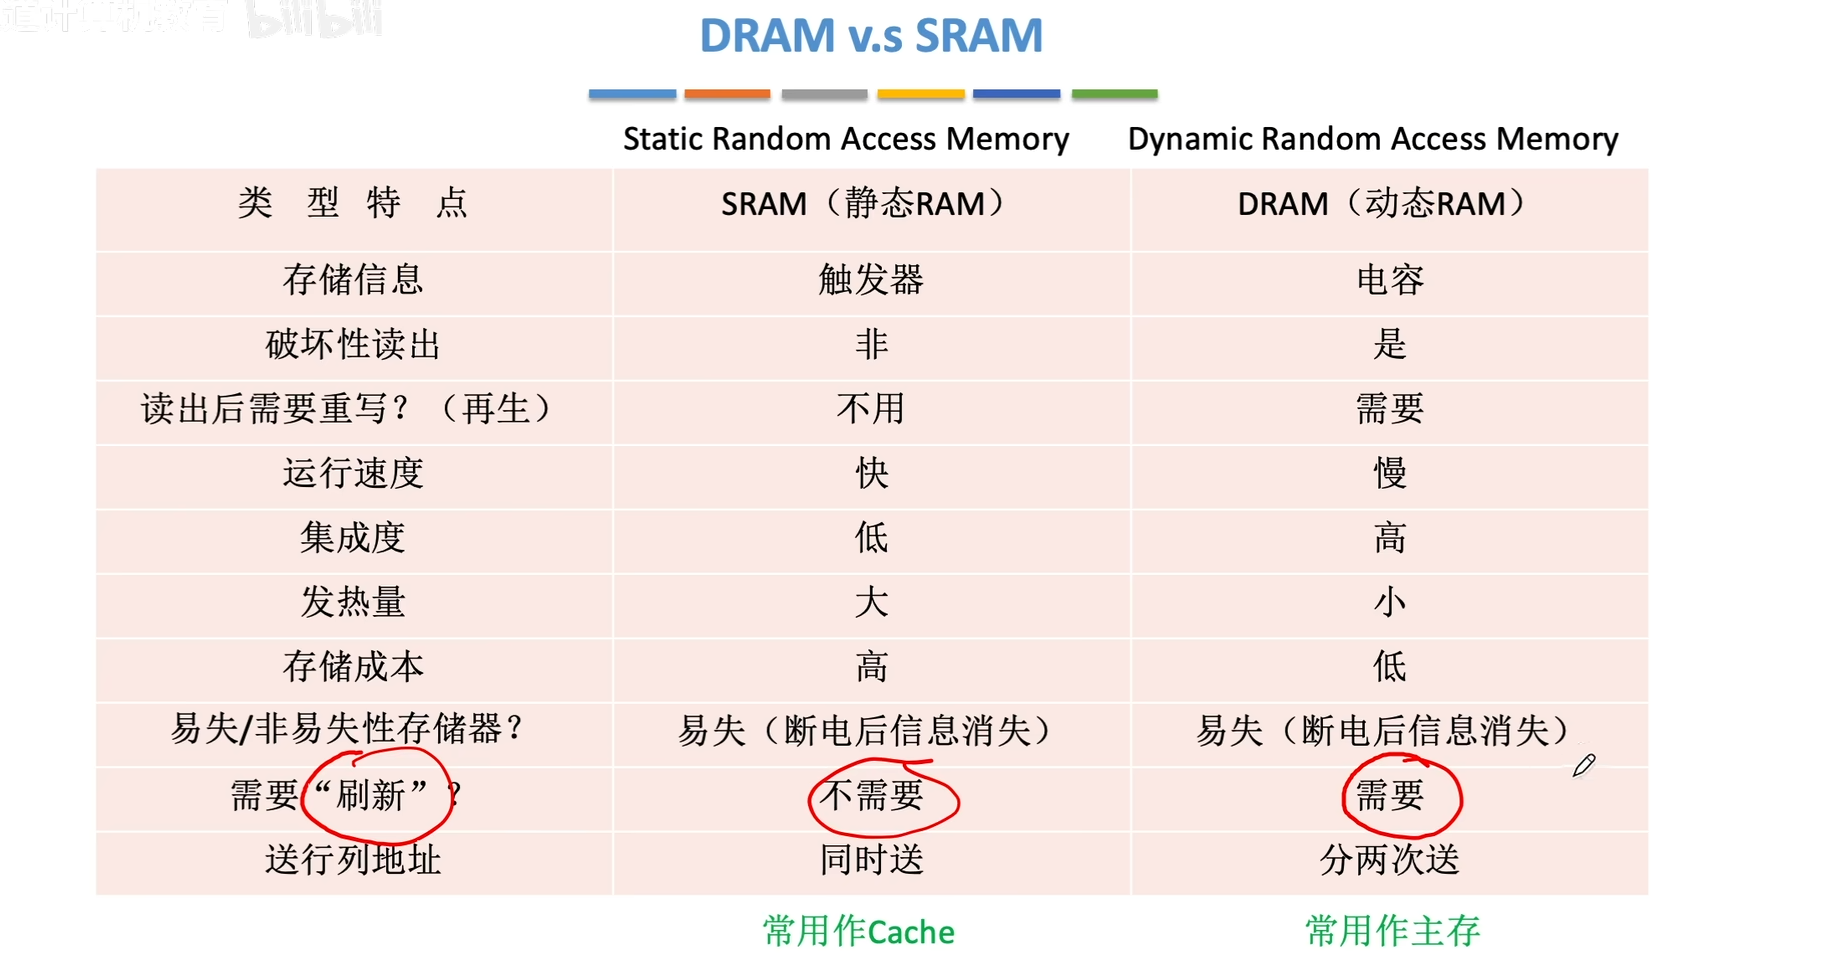 bilibili
DRAM v.s SRAM
Static Random Access Memory Dynamic Random Access Memory
类 型 特 点 SRAM（静态RAM） DRAM（动态RAM）
存储信息 触发器 电容
破坏性读出 非 是
读出后需要重写？（再生） 不用 需要
运行速度 快 慢
集成度 低 高
发热量 大 小
存储成本 高 低
易失/非易失性存储器？ 易失（断电后信息消失） 易失（断电后信息消失）
需要“刷新”？ 不需要 需要
送行列地址 同时送 分两次送
常用作Cache 常用作主存